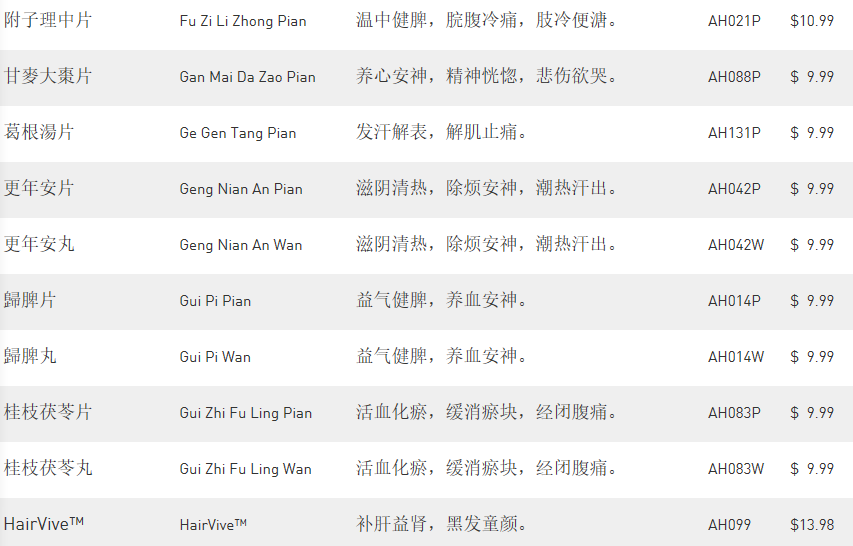 附子理中片 Fu Zi Li Zhong Pian 温中健脾，脘腹冷痛，肢冷便溏。 AH021P $10.99
甘麥大棗片 Gan Mai Da Zao Pian 养心安神，精神恍惚，悲伤欲哭。 AH088P $ 9.99
葛根湯片 Ge Gen Tang Pian 发汗解表，解肌止痛。 AH131P $ 9.99
更年安片 Geng Nian An Pian 滋阴清热，除烦安神，潮热汗出。 AH042P $ 9.99
更年安丸 Geng Nian An Wan 滋阴清热，除烦安神，潮热汗出。 AH042W $ 9.99
歸脾片 Gui Pi Pian 益气健脾，养血安神。 AH014P $ 9.99
歸脾丸 Gui Pi Wan 益气健脾，养血安神。 AH014W $ 9.99
桂枝茯苓片 Gui Zhi Fu Ling Pian 活血化瘀，缓消瘀块，经闭腹痛。 AH083P $ 9.99
桂枝茯苓丸 Gui Zhi Fu Ling Wan 活血化瘀，缓消瘀块，经闭腹痛。 AH083W $ 9.99
HairVive™ HairVive™ 补肝益肾，黑发童颜。 AH099 $13.98